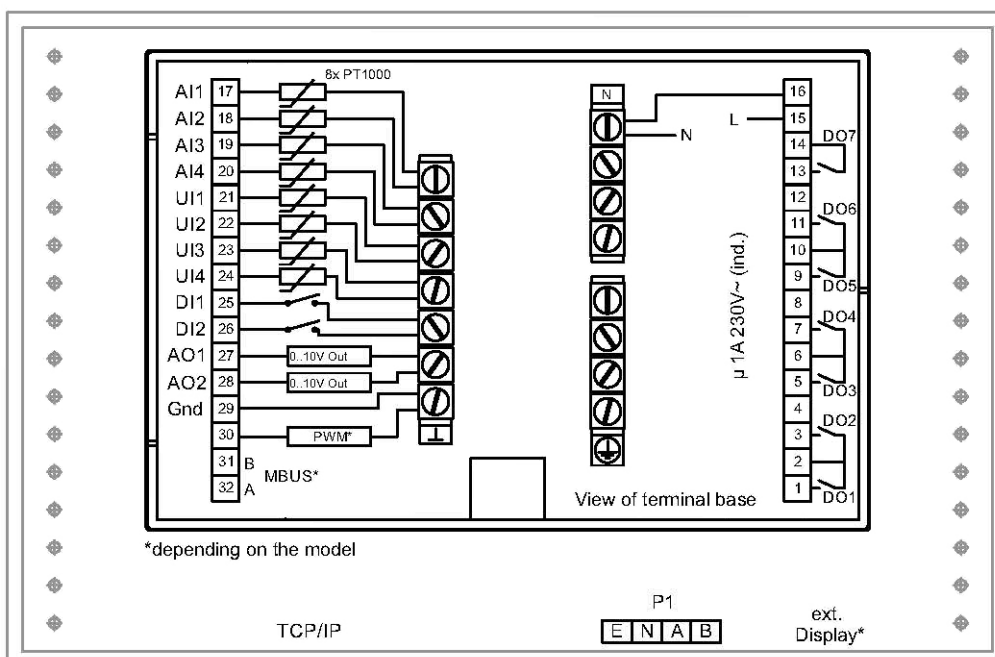 8x PT1000
AI1 17
AI2 18
AI3 19
AI4 20
UI1 21
UI2 22
UI3 23
UI4 24
DI1 25
DI2 26
AO1 27 0..10V Out
AO2 28 0..10V Out
Gnd 29
30 PWM*
31 B
MBUS*
32 A
N
N
L
16
15
DO7
14
13
12
DO6
11
10
9
DO5
8
DO4
7
6
5
DO3
4
DO2
3
2
1
DO1
µ 1A 230V~ (ind.)
View of terminal base
*depending on the model
TCP/IP
P1
E N A B
ext.
Display*